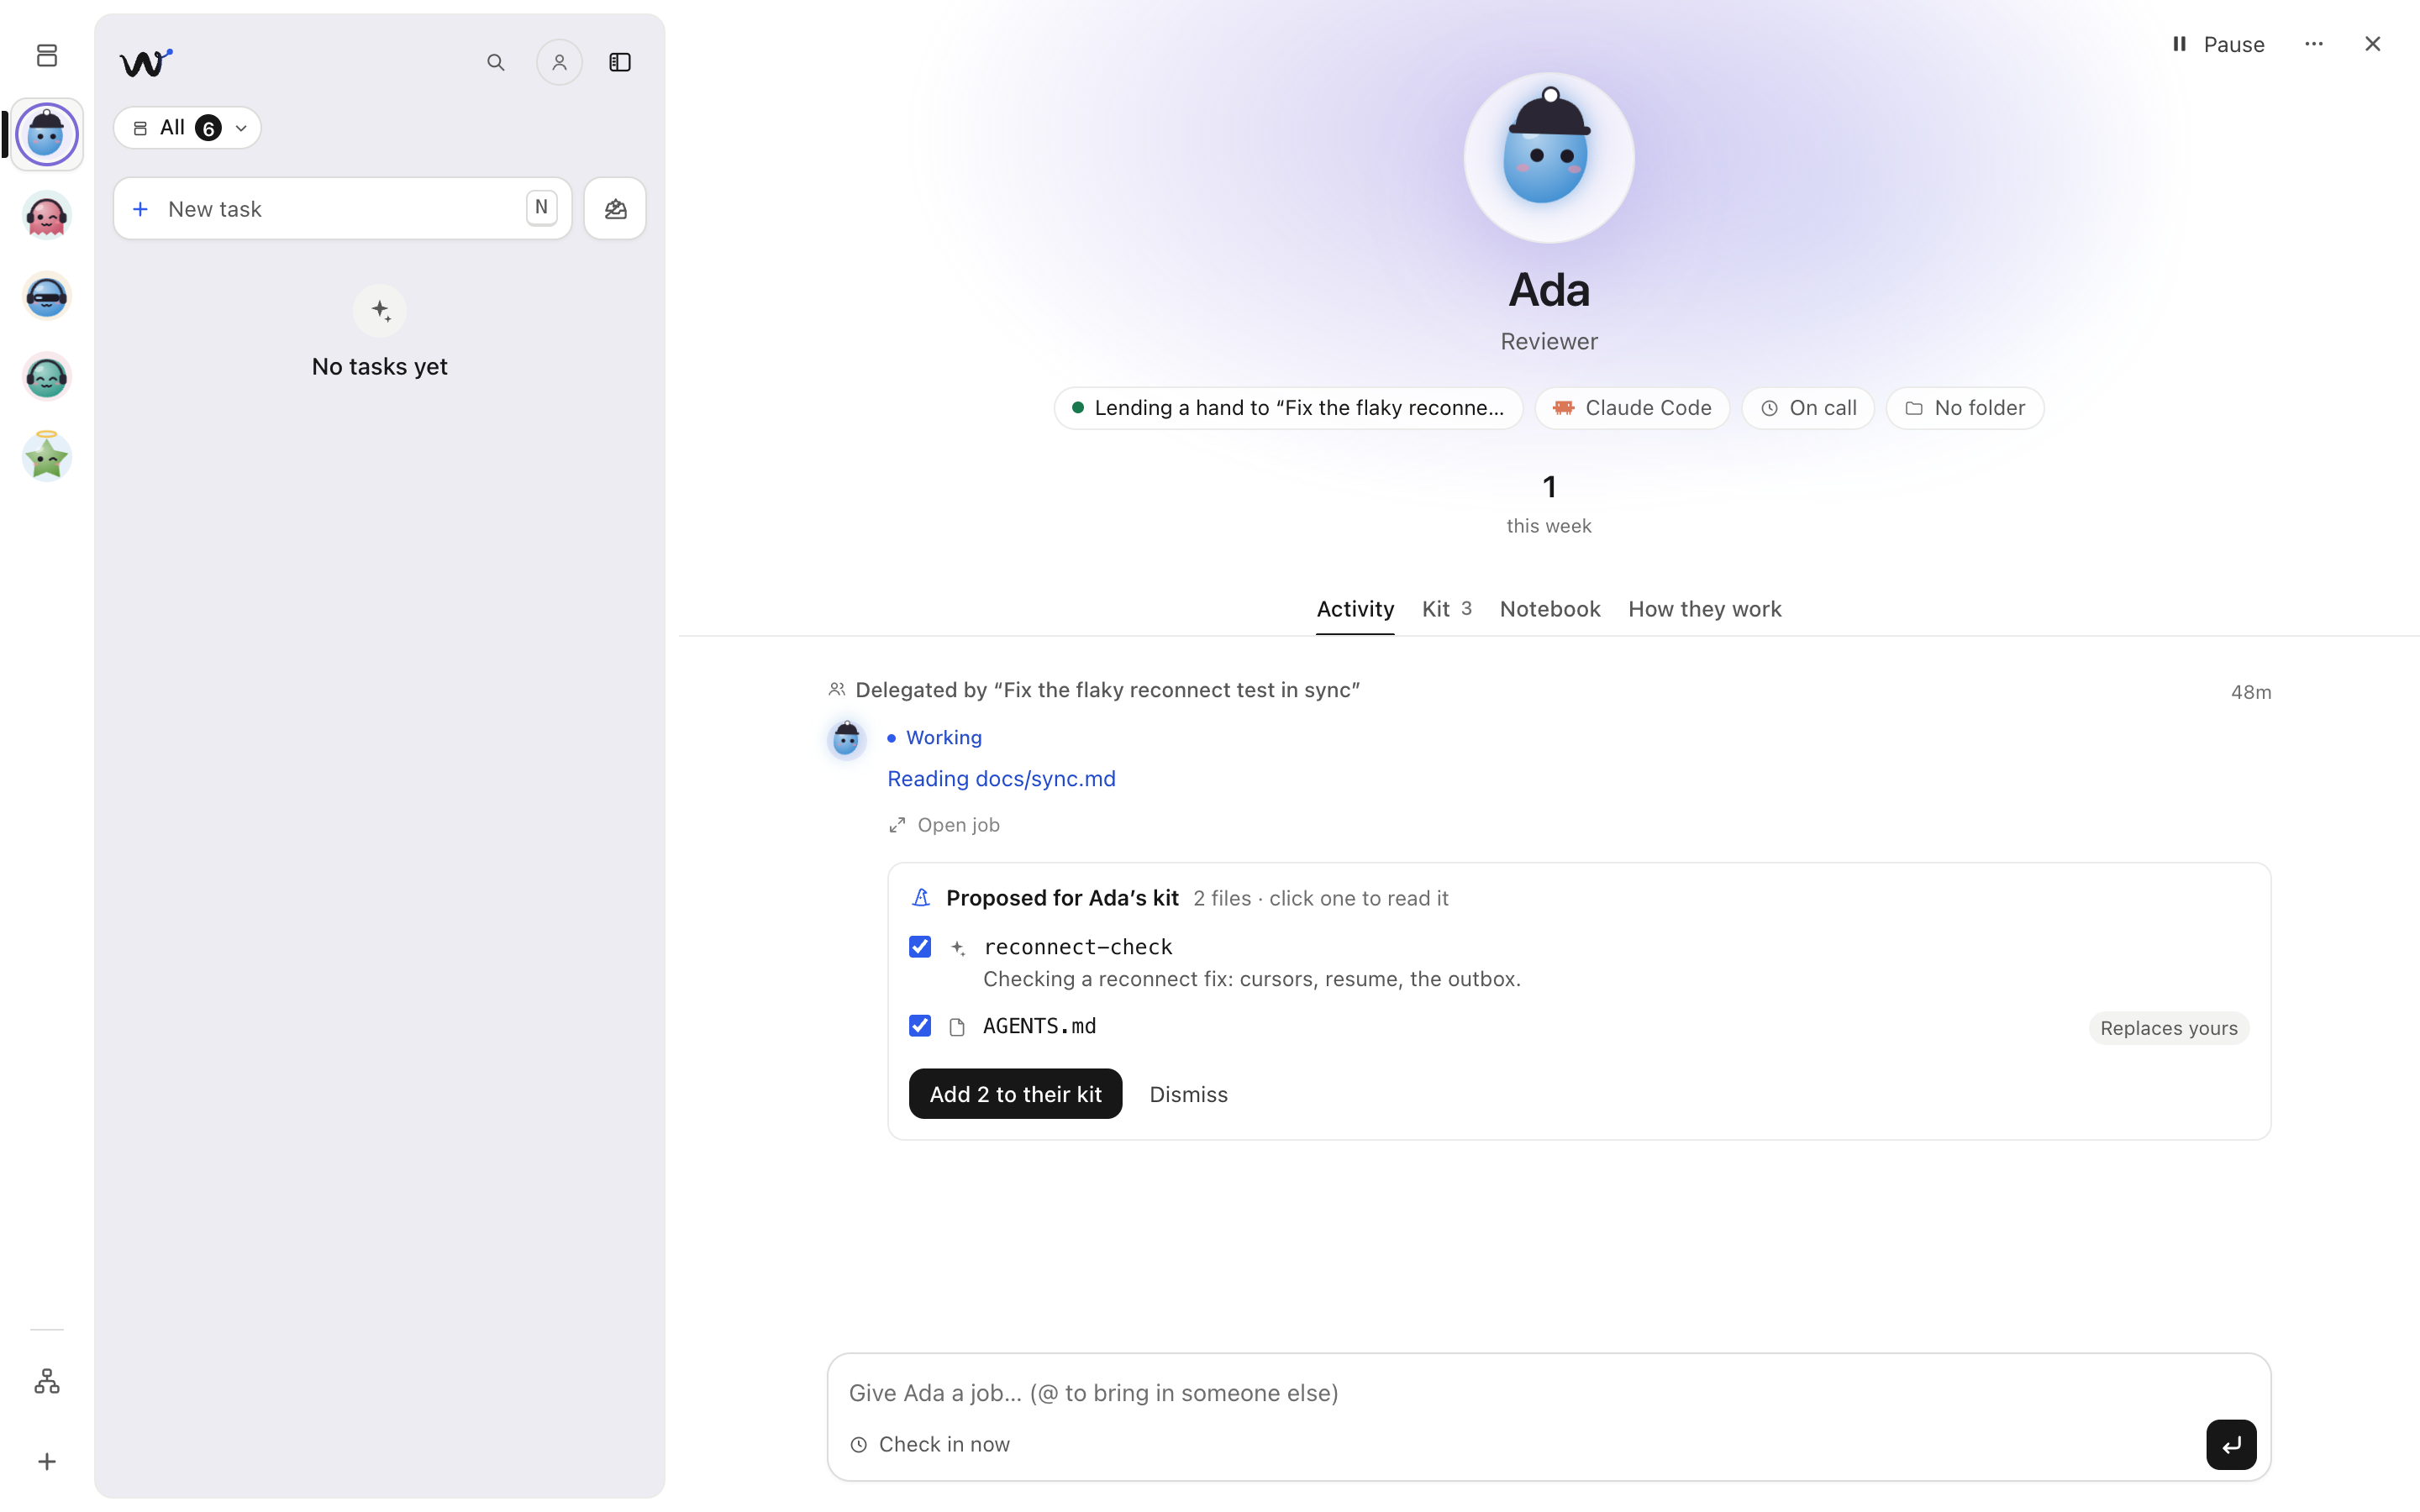 All 6
New task N
No tasks yet
Pause
Ada
Reviewer
Lending a hand to “Fix the flaky reconne...
Claude Code
On call
No folder
1
this week
Activity
Kit 3
Notebook
How they work
Delegated by “Fix the flaky reconnect test in sync”
48m
Working
Reading docs/sync.md
Open job
Proposed for Ada’s kit 2 files · click one to read it
reconnect-check
Checking a reconnect fix: cursors, resume, the outbox.
AGENTS.md
Replaces yours
Add 2 to their kit
Dismiss
Give Ada a job... (@ to bring in someone else)
Check in now